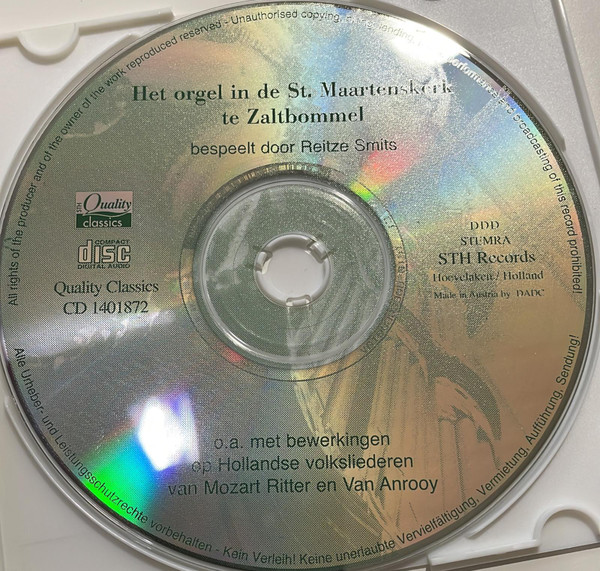 All rights of the producer and of the owner of the work reproduced reserved - Unauthorised copying,
broadcasting of this record prohibited!
Het orgel in de St. Maartenskerk
te Zaltbommel
bespeelt door Reitze Smits
STH
Quality
classics
COMPACT
disc
DIGITAL AUDIO
Quality Classics
CD 1401872
DDD
STEMRA
STH Records
Hoevelaken / Holland
Made in Austria by DADC
o.a. met bewerkingen
op Hollandse volksliederen
van Mozart Ritter en Van Anrooy
Alle Urheber- und Leistungsschutzrechte vorbehalten - Kein Verleih! Keine unerlaubte Vervielfältigung, Vermietung, Aufführung, Sendung!